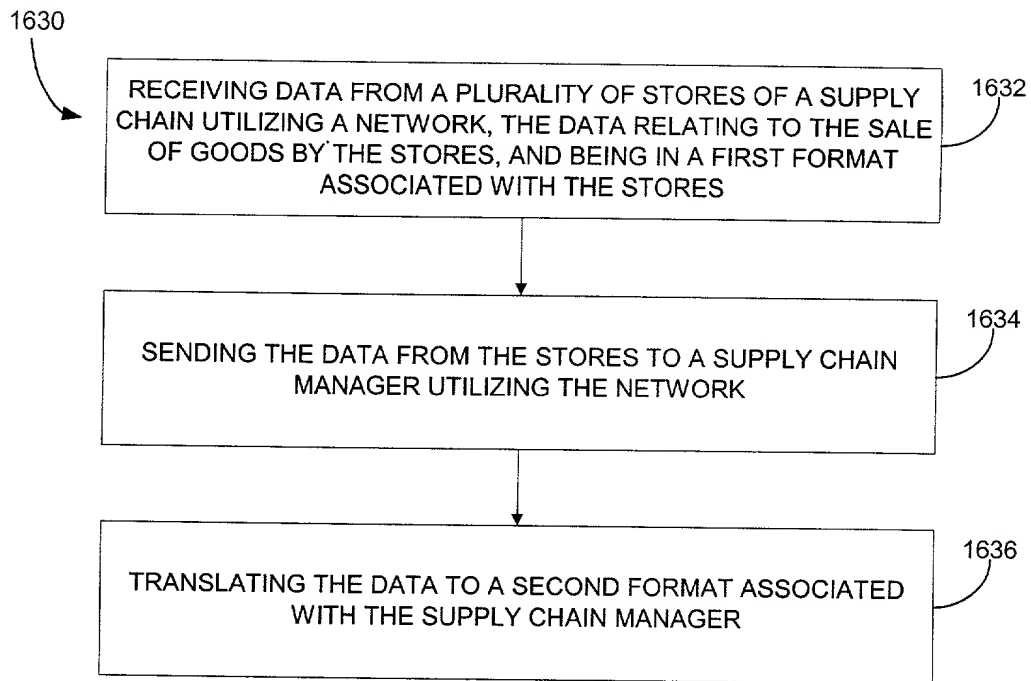 1630
RECEIVING DATA FROM A PLURALITY OF STORES OF A SUPPLY
CHAIN UTILIZING A NETWORK, THE DATA RELATING TO THE SALE
OF GOODS BY THE STORES, AND BEING IN A FIRST FORMAT
ASSOCIATED WITH THE STORES
1632
SENDING THE DATA FROM THE STORES TO A SUPPLY CHAIN
MANAGER UTILIZING THE NETWORK
1634
TRANSLATING THE DATA TO A SECOND FORMAT ASSOCIATED
WITH THE SUPPLY CHAIN MANAGER
1636